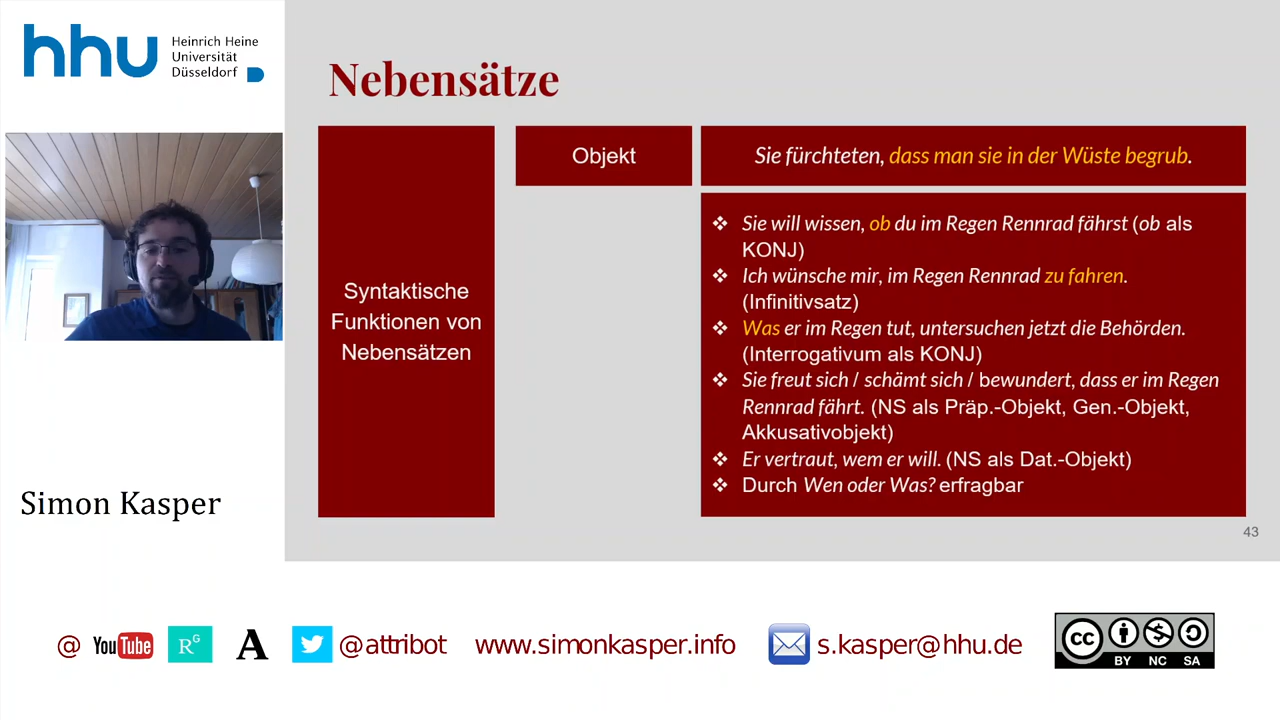 hhu
Heinrich Heine
Universität
Düsseldorf
Nebensätze
Syntaktische
Funktionen von
Nebensätzen
Objekt
Sie fürchteten, dass man sie in der Wüste begrub.
❖ Sie will wissen, ob du im Regen Rennrad fährst (ob als
KONJ)
❖ Ich wünsche mir, im Regen Rennrad zu fahren.
(Infinitivsatz)
❖ Was er im Regen tut, untersuchen jetzt die Behörden.
(Interrogativum als KONJ)
❖ Sie freut sich / schämt sich / bewundert, dass er im Regen
Rennrad fährt. (NS als Präp.-Objekt, Gen.-Objekt,
Akkusativobjekt)
❖ Er vertraut, wem er will. (NS als Dat.-Objekt)
❖ Durch Wen oder Was? erfragbar
43
Simon Kasper
@ YouTube RG A @attribot www.simonkasper.info s.kasper@hhu.de
cc BY NC SA